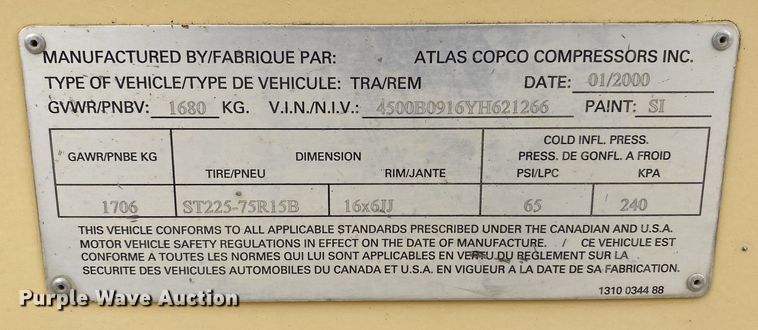 MANUFACTURED BY/FABRIQUE PAR: ATLAS COPCO COMPRESSORS INC.
TYPE OF VEHICLE/TYPE DE VEHICULE: TRA/REM DATE: 01/2000
GVWR/PNBV: 1680 KG. V.I.N./N.I.V.: 4500B0916YH621266 PAINT: SI
GAWR/PNBE KG DIMENSION COLD INFL. PRESS.
PRESS. DE GONFL. A FROID
TIRE/PNEU RIM/JANTE PSI/LPC KPA
1706 ST225-75R15B 16x6JJ 65 240
THIS VEHICLE CONFORMS TO ALL APPLICABLE STANDARDS PRESCRIBED UNDER THE CANADIAN AND U.S.A.
MOTOR VEHICLE SAFETY REGULATIONS IN EFFECT ON THE DATE OF MANUFACTURE. / CE VEHICULE EST
CONFORME A TOUTES LES NORMES QUI LUI SONT APPLICABLES EN VERTU DU REGLEMENT SUR LA
SECURITE DES VEHICULES AUTOMOBILES DU CANADA ET U.S.A. EN VIGUEUR A LA DATE DE SA FABRICATION.
1310 0344 88
Purple Wave Auction